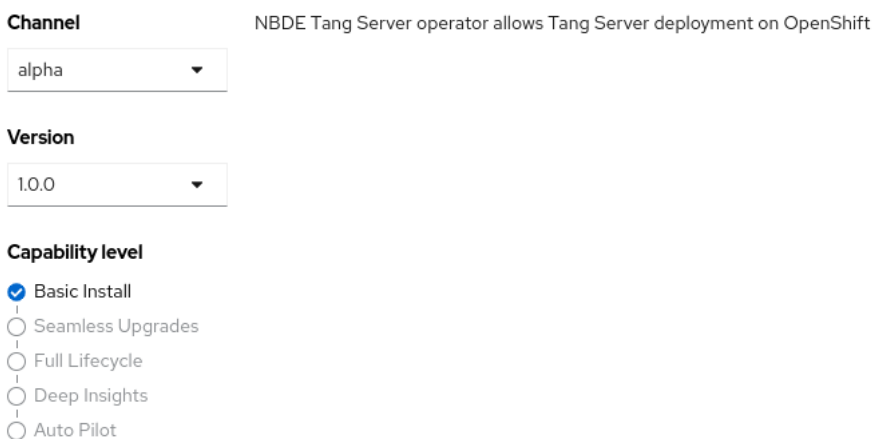 Channel
NBDE Tang Server operator allows Tang Server deployment on OpenShift
alpha
Version
1.0.0
Capability level
Basic Install
Seamless Upgrades
Full Lifecycle
Deep Insights
Auto Pilot